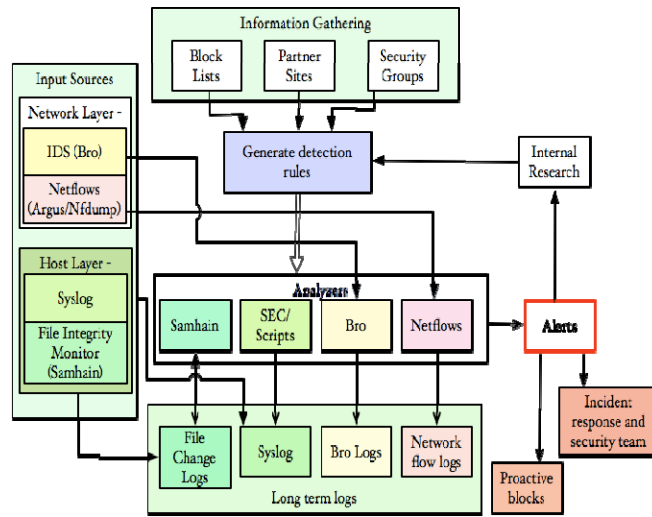 Information Gathering
Block
Lists
Partner
Sites
Security
Groups
Input Sources
Network Layer -
IDS (Bro)
Netflows
(Argus/Nfdump)
Generate detection
rules
Internal
Research
Host Layer -
Syslog
File Integrity
Monitor
(Samhain)
Analyzers
Samhain
SEC/
Scripts
Bro
Netflows
Alerts
File
Change
Logs
Syslog
Bro Logs
Network
flow logs
Long term logs
Incident
response and
security team
Proactive
blocks